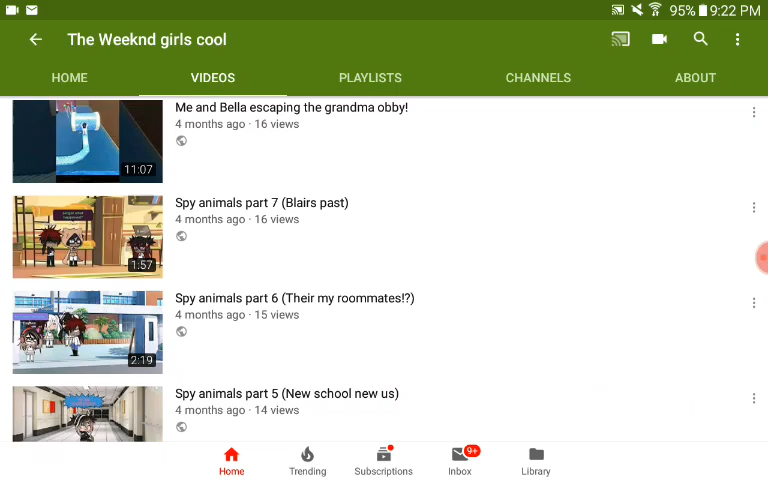 95% 9:22 PM
The Weeknd girls cool
HOME VIDEOS PLAYLISTS CHANNELS ABOUT
Me and Bella escaping the grandma obby!
4 months ago · 16 views
11:07
Spy animals part 7 (Blairs past)
4 months ago · 16 views
1:57
Spy animals part 6 (Their my roommates!?)
4 months ago · 15 views
2:19
Spy animals part 5 (New school new us)
4 months ago · 14 views
9+
Home Trending Subscriptions Inbox Library